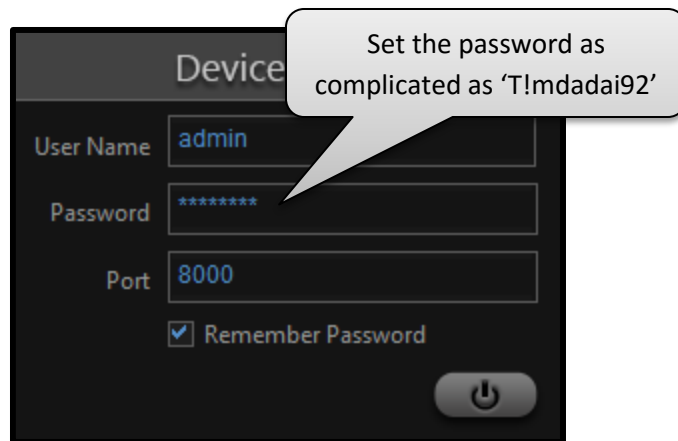 Device
Set the password as
complicated as ‘T!mdadai92’
User Name
admin
Password
********
Port
8000
Remember Password